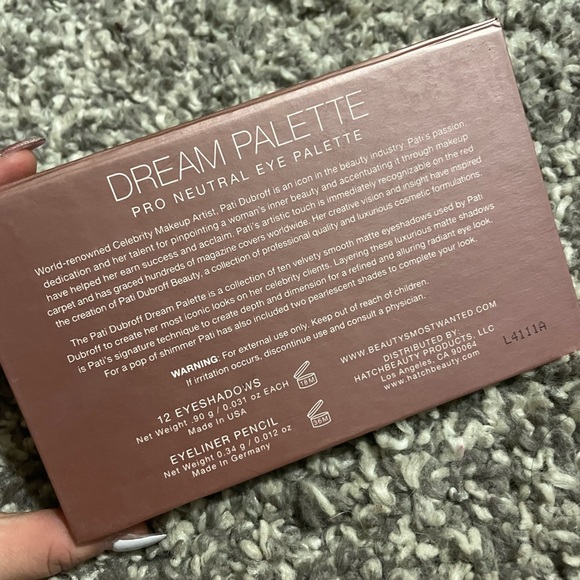 DREAM PALETTE
PRO NEUTRAL EYE PALETTE
World-renowned Celebrity Makeup Artist, Pati Dubroff is an icon in the beauty industry. Pati's passion,
dedication and her talent for pinpointing a woman's inner beauty and accentuating it through makeup
have helped her earn success and acclaim. Pati's artistic touch is immediately recognizable on the red
carpet and has graced hundreds of magazine covers worldwide. Her creative vision and insight have inspired
the creation of Pati Dubroff Beauty, a collection of professional quality and luxurious cosmetic formulations.
The Pati Dubroff Dream Palette is a collection of ten velvety smooth matte eyeshadows used by Pati
Dubroff to create her most iconic looks on her celebrity clients. Layering these luxurious matte shadows
is Pati's signature technique to create depth and dimension for a refined and alluring radiant eye look.
For a pop of shimmer Pati has also included two pearlescent shades to complete your look.
WARNING: For external use only. Keep out of reach of children.
If irritation occurs, discontinue use and consult a physician.
12 EYESHADOWS
Net Weight .90 g / 0.031 oz EACH
Made In USA
18M
EYELINER PENCIL
Net Weight 0.34 g / 0.012 oz
Made In Germany
36M
WWW.BEAUTYSMOSTWANTED.COM
DISTRIBUTED BY:
HATCHBEAUTY PRODUCTS, LLC
Los Angeles, CA 90064
www.hatchbeauty.com
L4111A